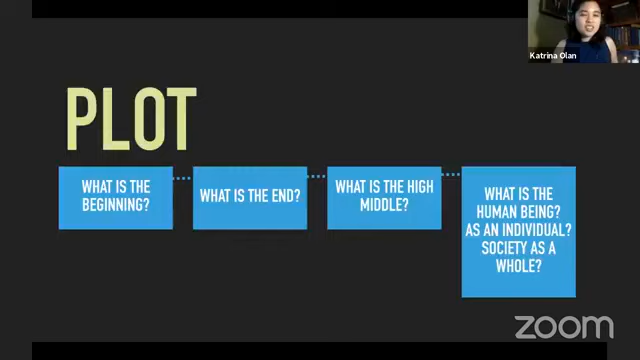 Katrina Olan
PLOT
WHAT IS THE
BEGINNING?
WHAT IS THE END?
WHAT IS THE HIGH
MIDDLE?
WHAT IS THE
HUMAN BEING?
AS AN INDIVIDUAL?
SOCIETY AS A
WHOLE?
zoom